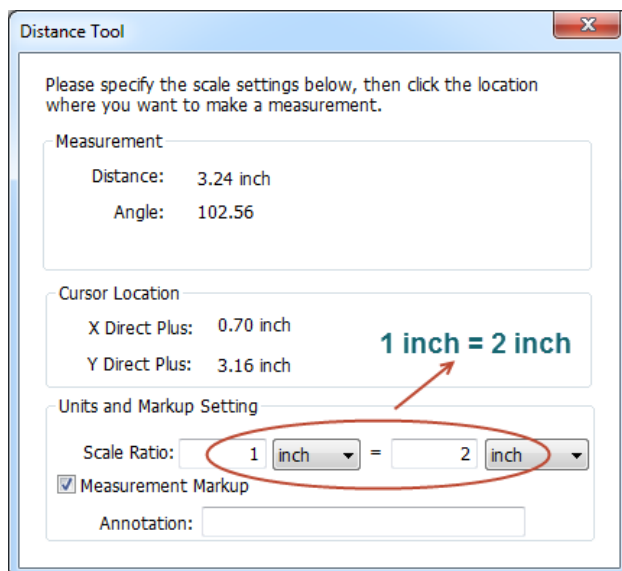 Distance Tool
Please specify the scale settings below, then click the location
where you want to make a measurement.
Measurement
Distance: 3.24 inch
Angle: 102.56
Cursor Location
X Direct Plus: 0.70 inch
Y Direct Plus: 3.16 inch
1 inch = 2 inch
Units and Markup Setting
Scale Ratio: 1 inch = 2 inch
Measurement Markup
Annotation: